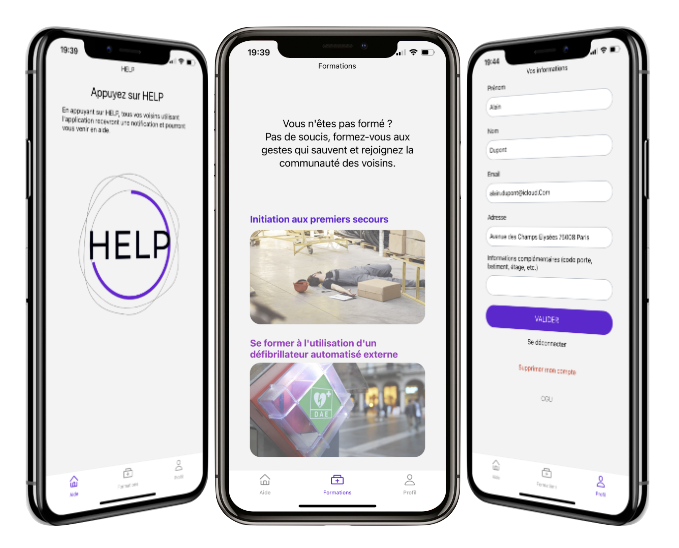 19:39
HELP
Appuyez sur HELP
En appuyant sur HELP, tous vos voisins utilisant
l'application recevront une notification et pourront
vous venir en aide
HELP
Aide
Formations
Profil
19:39
Formations
Vous n'êtes pas formé ?
Pas de soucis, formez-vous aux
gestes qui sauvent et rejoignez la
communauté des voisins.
Initiation aux premiers secours
Se former à l'utilisation d'un
défibrillateur automatisé externe
DAE
Aide
Formations
Profil
19:44
Vos informations
Prénom
Alain
Nom
Dupont
Email
alain.dupont@icloud.Com
Adresse
Avenue des Champs Elysées 75008 Paris
Informations complémentaires (code porte,
batiment, étage, etc.)
VALIDER
Se déconnecter
Supprimer mon compte
CGU
Aide
Formations
Profil